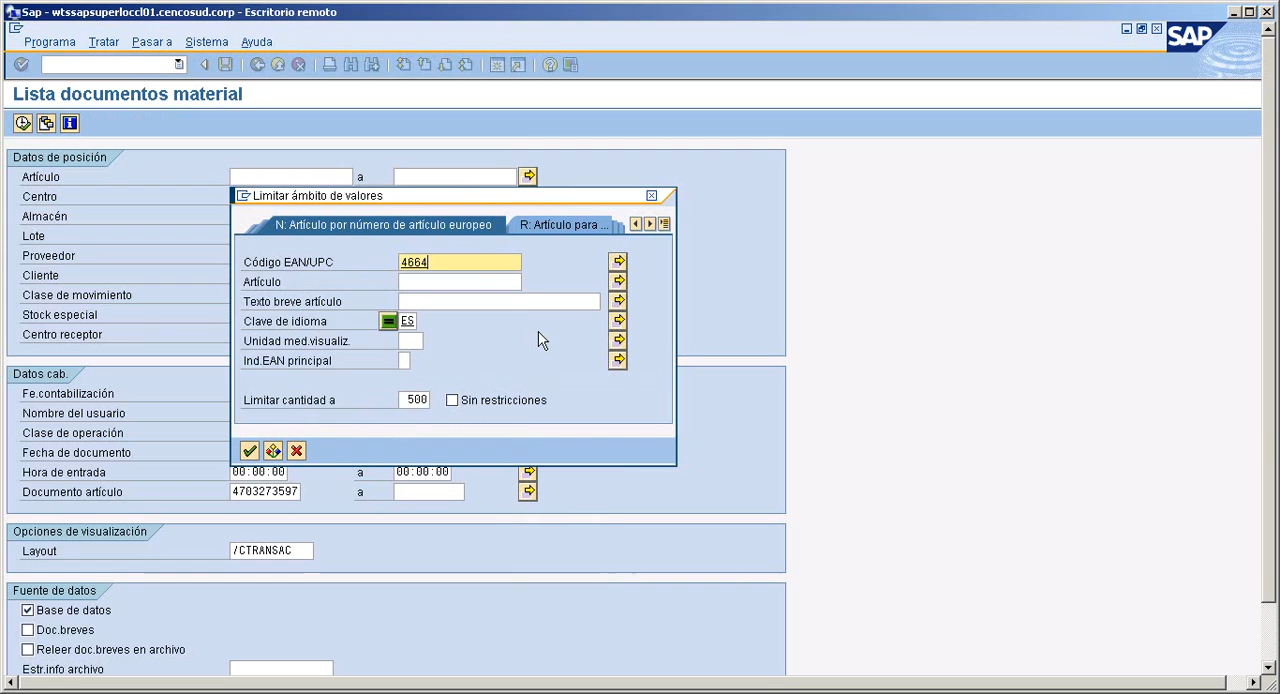 Sap - wtssapsuperloccl01.cencosud.corp - Escritorio remoto
Programa Tratar Pasar a Sistema Ayuda
SAP
Lista documentos material
Datos de posición
Artículo a
Centro
Almacén
Lote
Proveedor
Cliente
Clase de movimiento
Stock especial
Centro receptor
Limitar ámbito de valores
N: Artículo por número de artículo europeo R: Artículo para ...
Código EAN/UPC 4664
Artículo
Texto breve artículo
Clave de idioma = ES
Unidad med.visualiz.
Ind.EAN principal
Limitar cantidad a 500 Sin restricciones
Datos cab.
Fe.contabilización
Nombre del usuario
Clase de operación
Fecha de documento
Hora de entrada 00:00:00 a 00:00:00
Documento artículo 4703273597 a
Opciones de visualización
Layout /CTRANSAC
Fuente de datos
Base de datos
Doc.breves
Releer doc.breves en archivo
Estr.info archivo